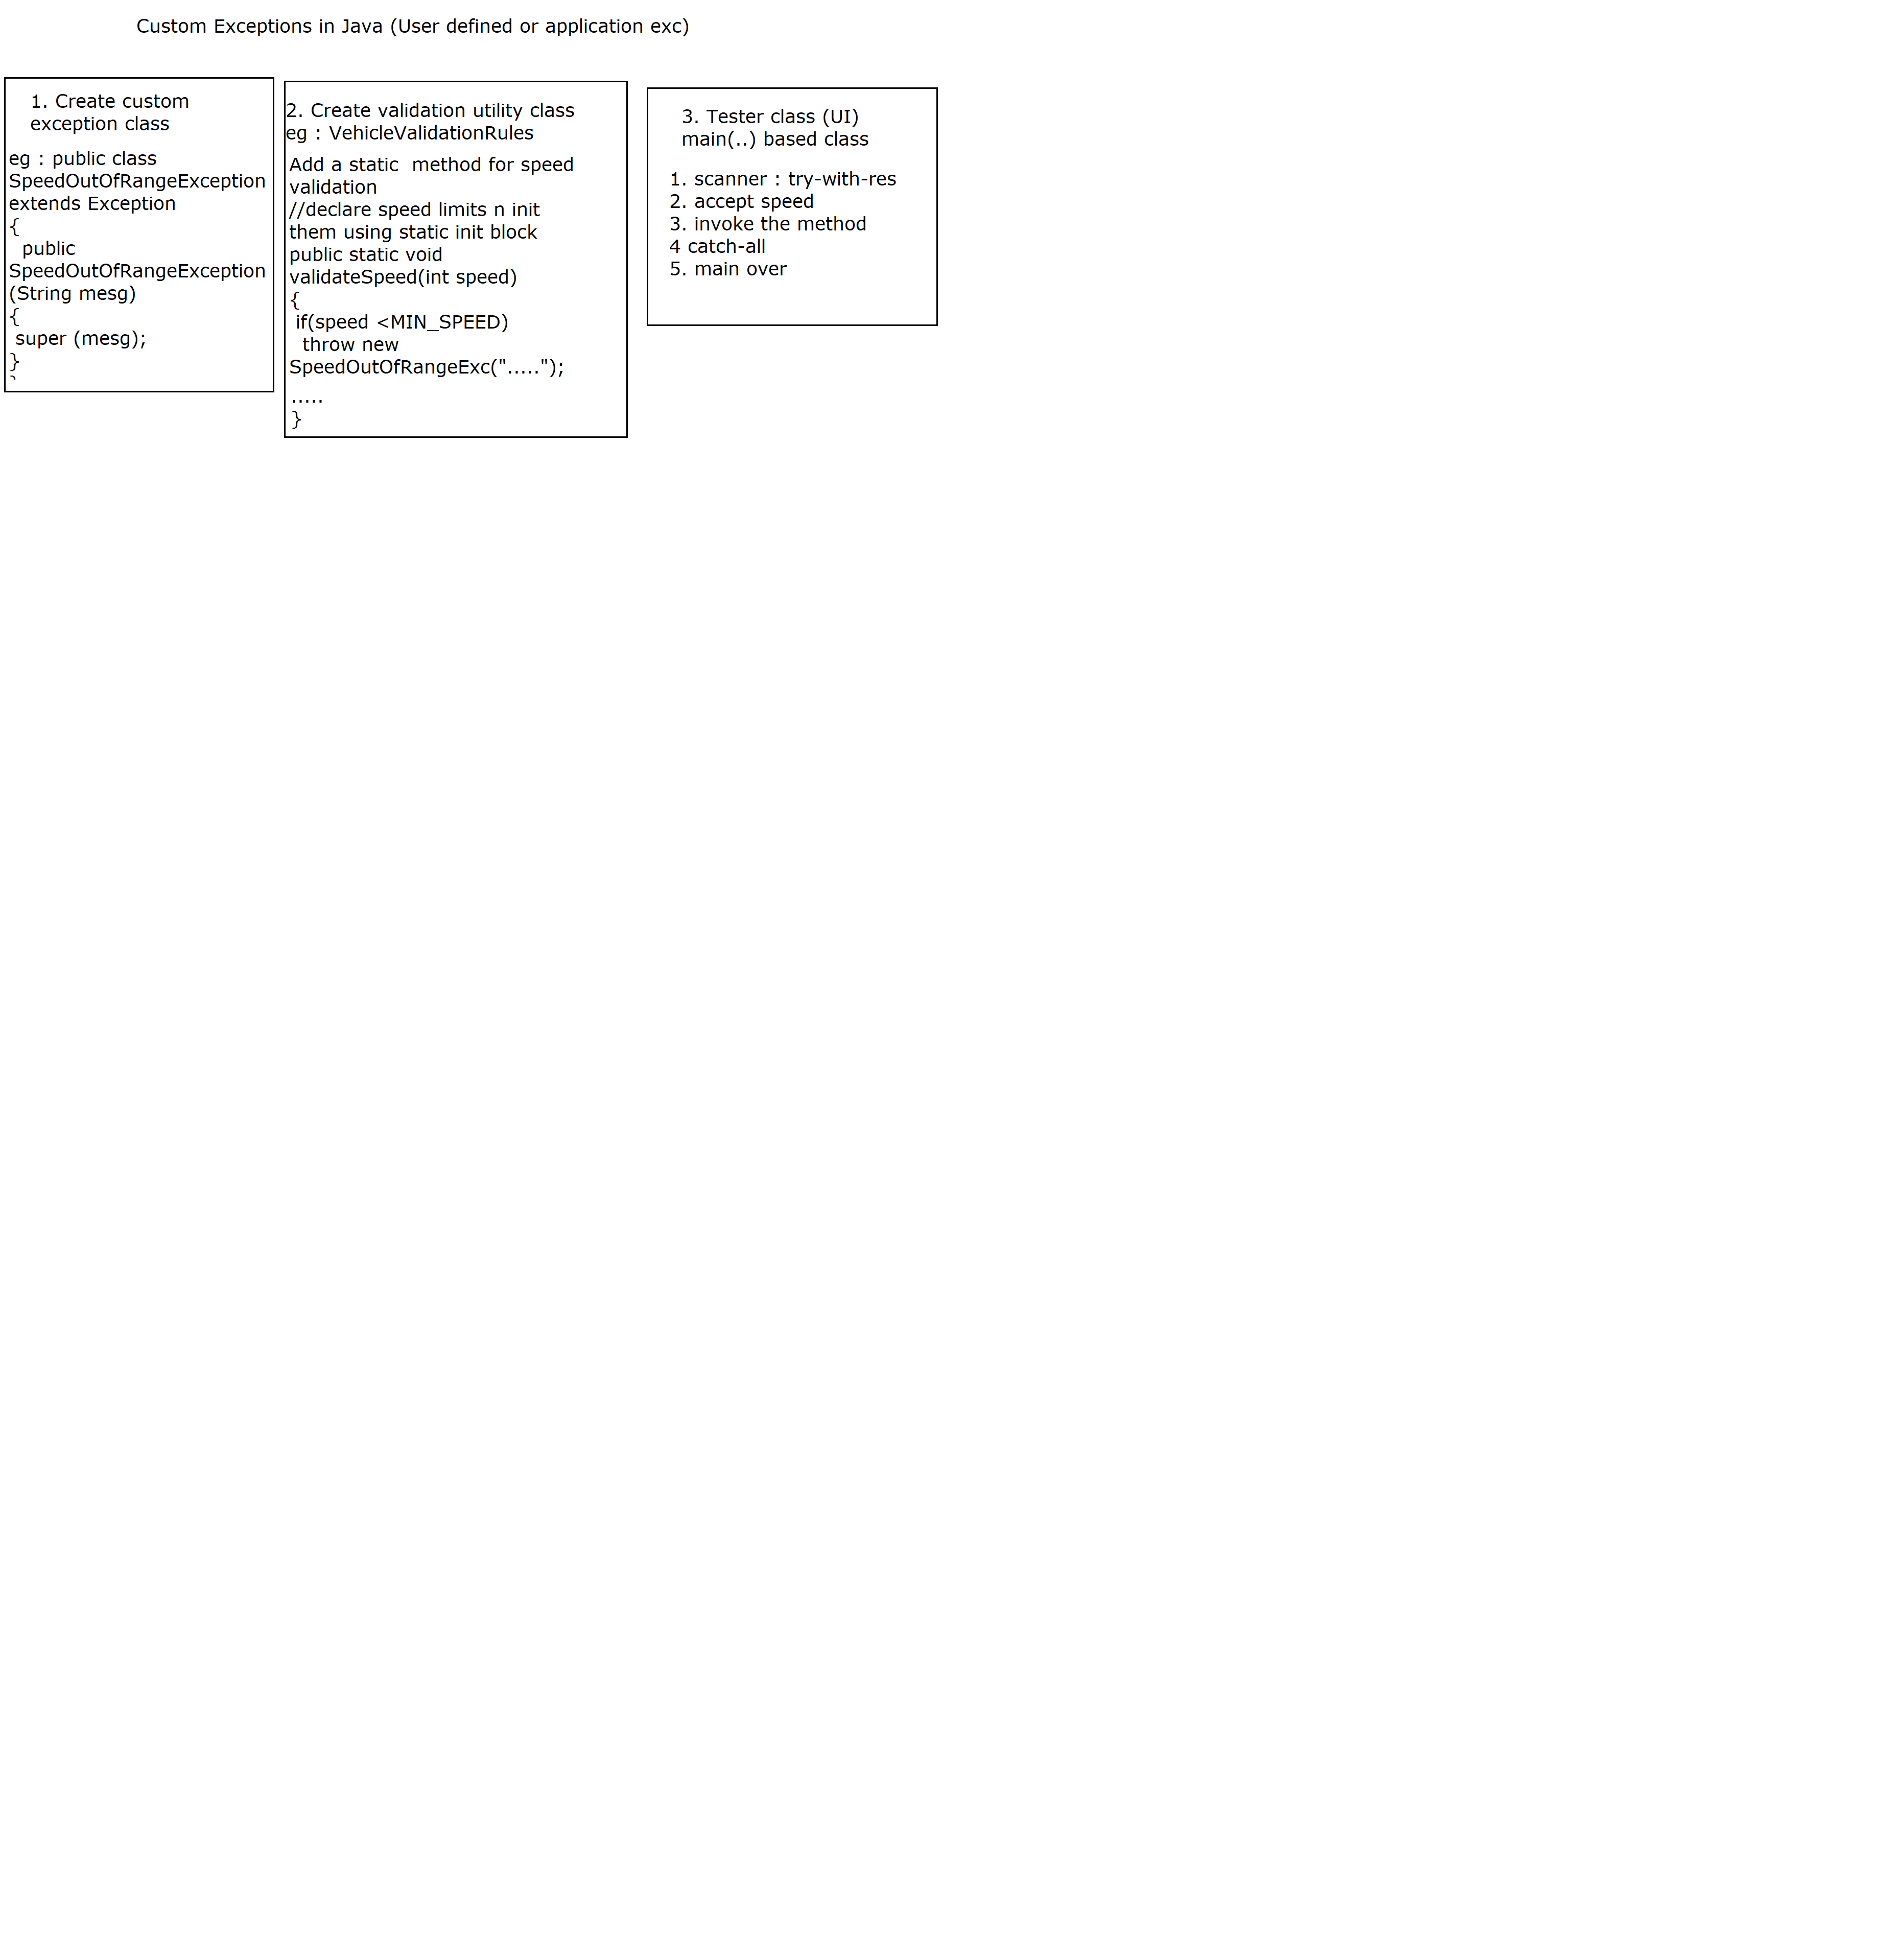 Custom Exceptions in Java (User defined or application exc)
1. Create custom
exception class
eg : public class
SpeedOutOfRangeException
extends Exception
{
public
SpeedOutOfRangeException
(String mesg)
{
super (mesg);
}
2. Create validation utility class
eg : VehicleValidationRules
Add a static  method for speed
validation
//declare speed limits n init
them using static init block
public static void
validateSpeed(int speed)
{
if(speed <MIN_SPEED)
throw new
SpeedOutOfRangeExc(".....");
.....
}
3. Tester class (UI)
main(..) based class
1. scanner : try-with-res
2. accept speed
3. invoke the method
4 catch-all
5. main over